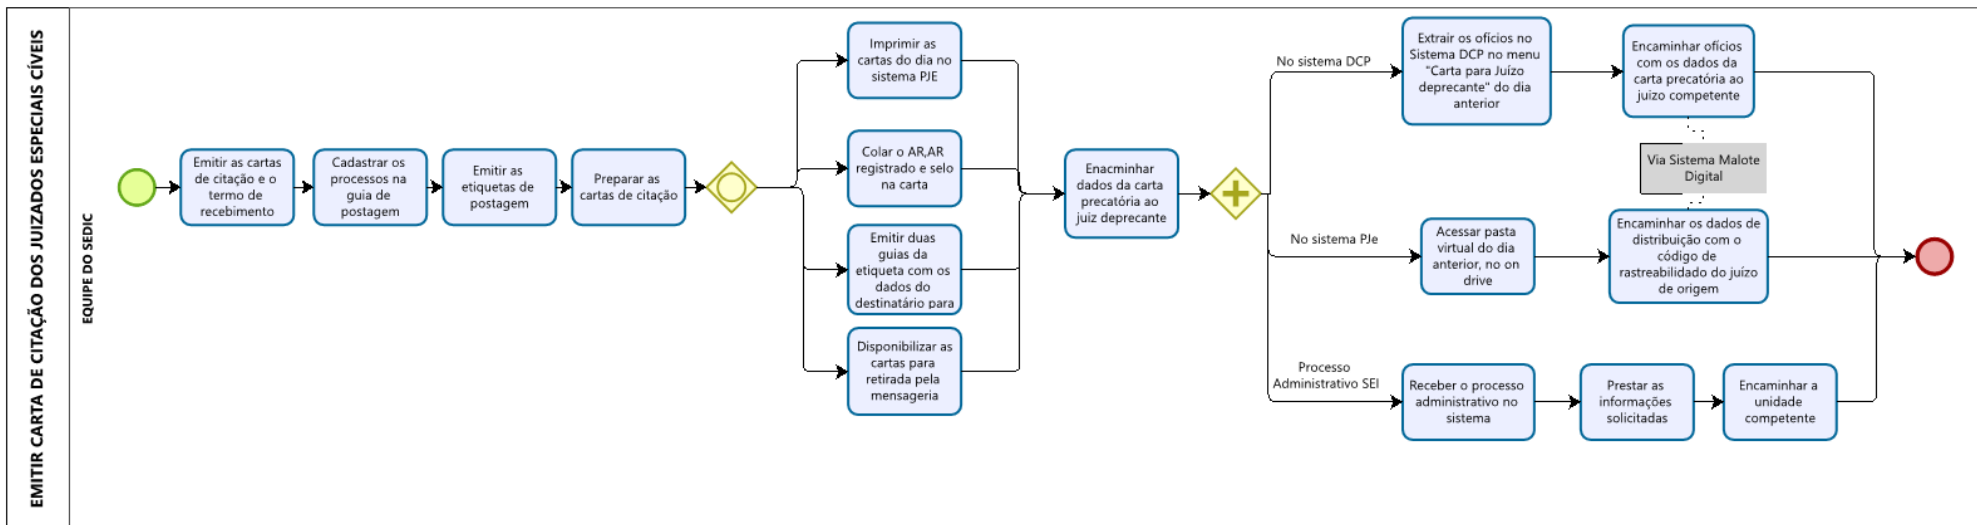 EMITIR CARTA DE CITAÇÃO DOS JUIZADOS ESPECIAIS CÍVEIS
EQUIPE DO SEDIC
Emitir as cartas
de citação e o
termo de
recebimento
Cadastrar os
processos na
guia de
postagem
Emitir as
etiquetas de
postagem
Preparar as
cartas de citação
Imprimir as
cartas do dia no
sistema PJE
Colar o AR,AR
registrado e selo
na carta
Emitir duas
guias da
etiqueta com os
dados do
destinatário para
Disponibilizar as
cartas para
retirada pela
mensageria
Enacminhar
dados da carta
precatória ao
juiz deprecante
No sistema DCP
Extrair os ofícios no
Sistema DCP no menu
"Carta para Juízo
deprecante" do dia
anterior
Encaminhar ofícios
com os dados da
carta precatória ao
juizo competente
Via Sistema Malote
Digital
No sistema PJe
Acessar pasta
virtual do dia
anterior, no on
drive
Encaminhar os dados de
distribuição com o
código de
rastreabilidado do juízo
de origem
Processo
Administrativo SEI
Receber o processo
administrativo no
sistema
Prestar as
informações
solicitadas
Encaminhar a
unidade
competente